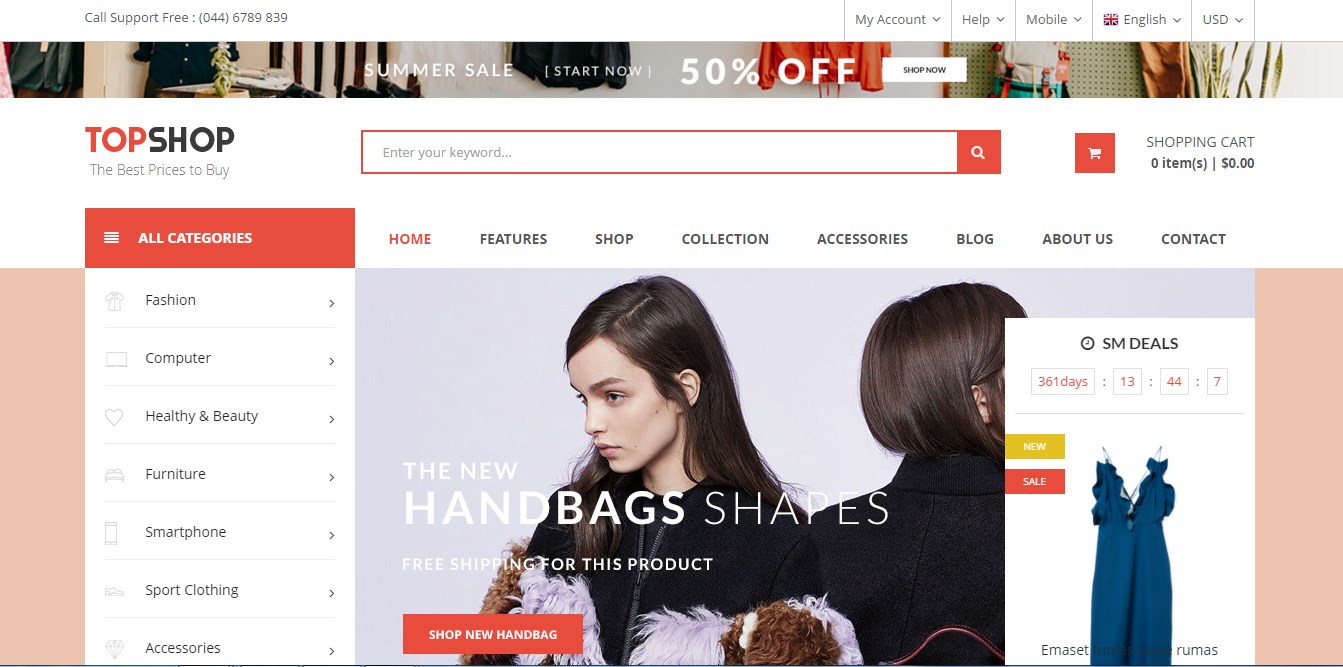 Call Support Free : (044) 6789 839
My Account
Help
Mobile
English
USD
SUMMER SALE [ START NOW ] 50% OFF SHOP NOW
TOPSHOP
The Best Prices to Buy
Enter your keyword...
SHOPPING CART
0 item(s) | $0.00
ALL CATEGORIES
HOME
FEATURES
SHOP
COLLECTION
ACCESSORIES
BLOG
ABOUT US
CONTACT
Fashion
Computer
Healthy & Beauty
Furniture
Smartphone
Sport Clothing
Accessories
THE NEW
HANDBAGS SHAPES
FREE SHIPPING FOR THIS PRODUCT
SHOP NEW HANDBAG
SM DEALS
361days : 13 : 44 : 7
NEW
SALE
Emaset rumas